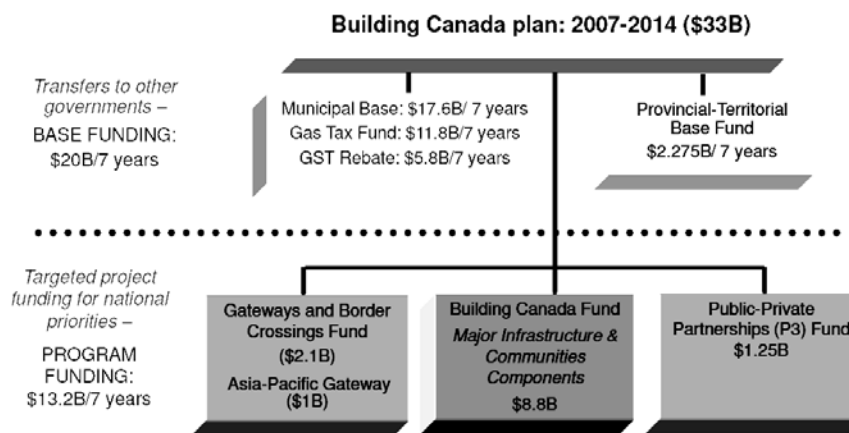 Building Canada plan: 2007-2014 ($33B)
Transfers to other
governments –
BASE FUNDING:
$20B/7 years
Municipal Base: $17.6B/ 7 years
Gas Tax Fund: $11.8B/7 years
GST Rebate: $5.8B/7 years
Provincial-Territorial
Base Fund
$2.275B/ 7 years
Targeted project
funding for national
priorities –
PROGRAM
FUNDING:
$13.2B/7 years
Gateways and Border
Crossings Fund
($2.1B)
Asia-Pacific Gateway
($1B)
Building Canada Fund
Major Infrastructure &
Communities
Components
$8.8B
Public-Private
Partnerships (P3) Fund
$1.25B